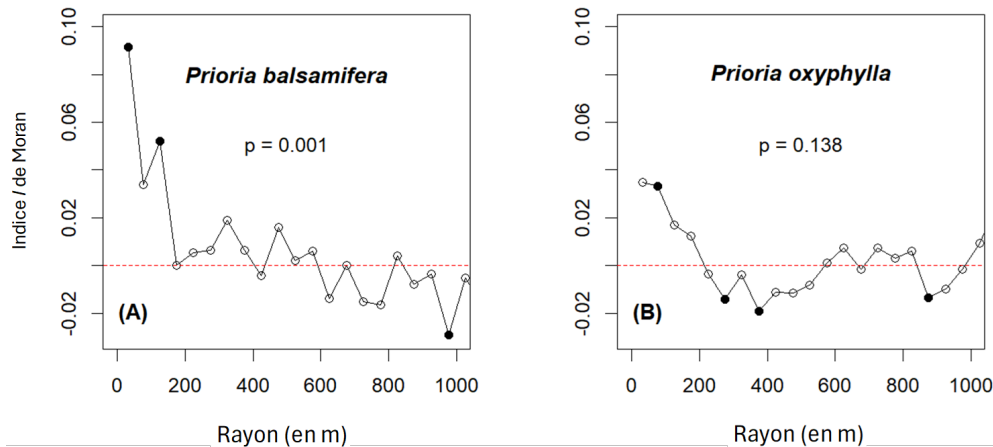 Indice I de Moran
0.10
0.06
0.02
-0.02
Prioria balsamifera
p = 0.001
(A)
0 200 400 600 800 1000
Rayon (en m)
0.10
0.06
0.02
-0.02
Prioria oxyphylla
p = 0.138
(B)
0 200 400 600 800 1000
Rayon (en m)